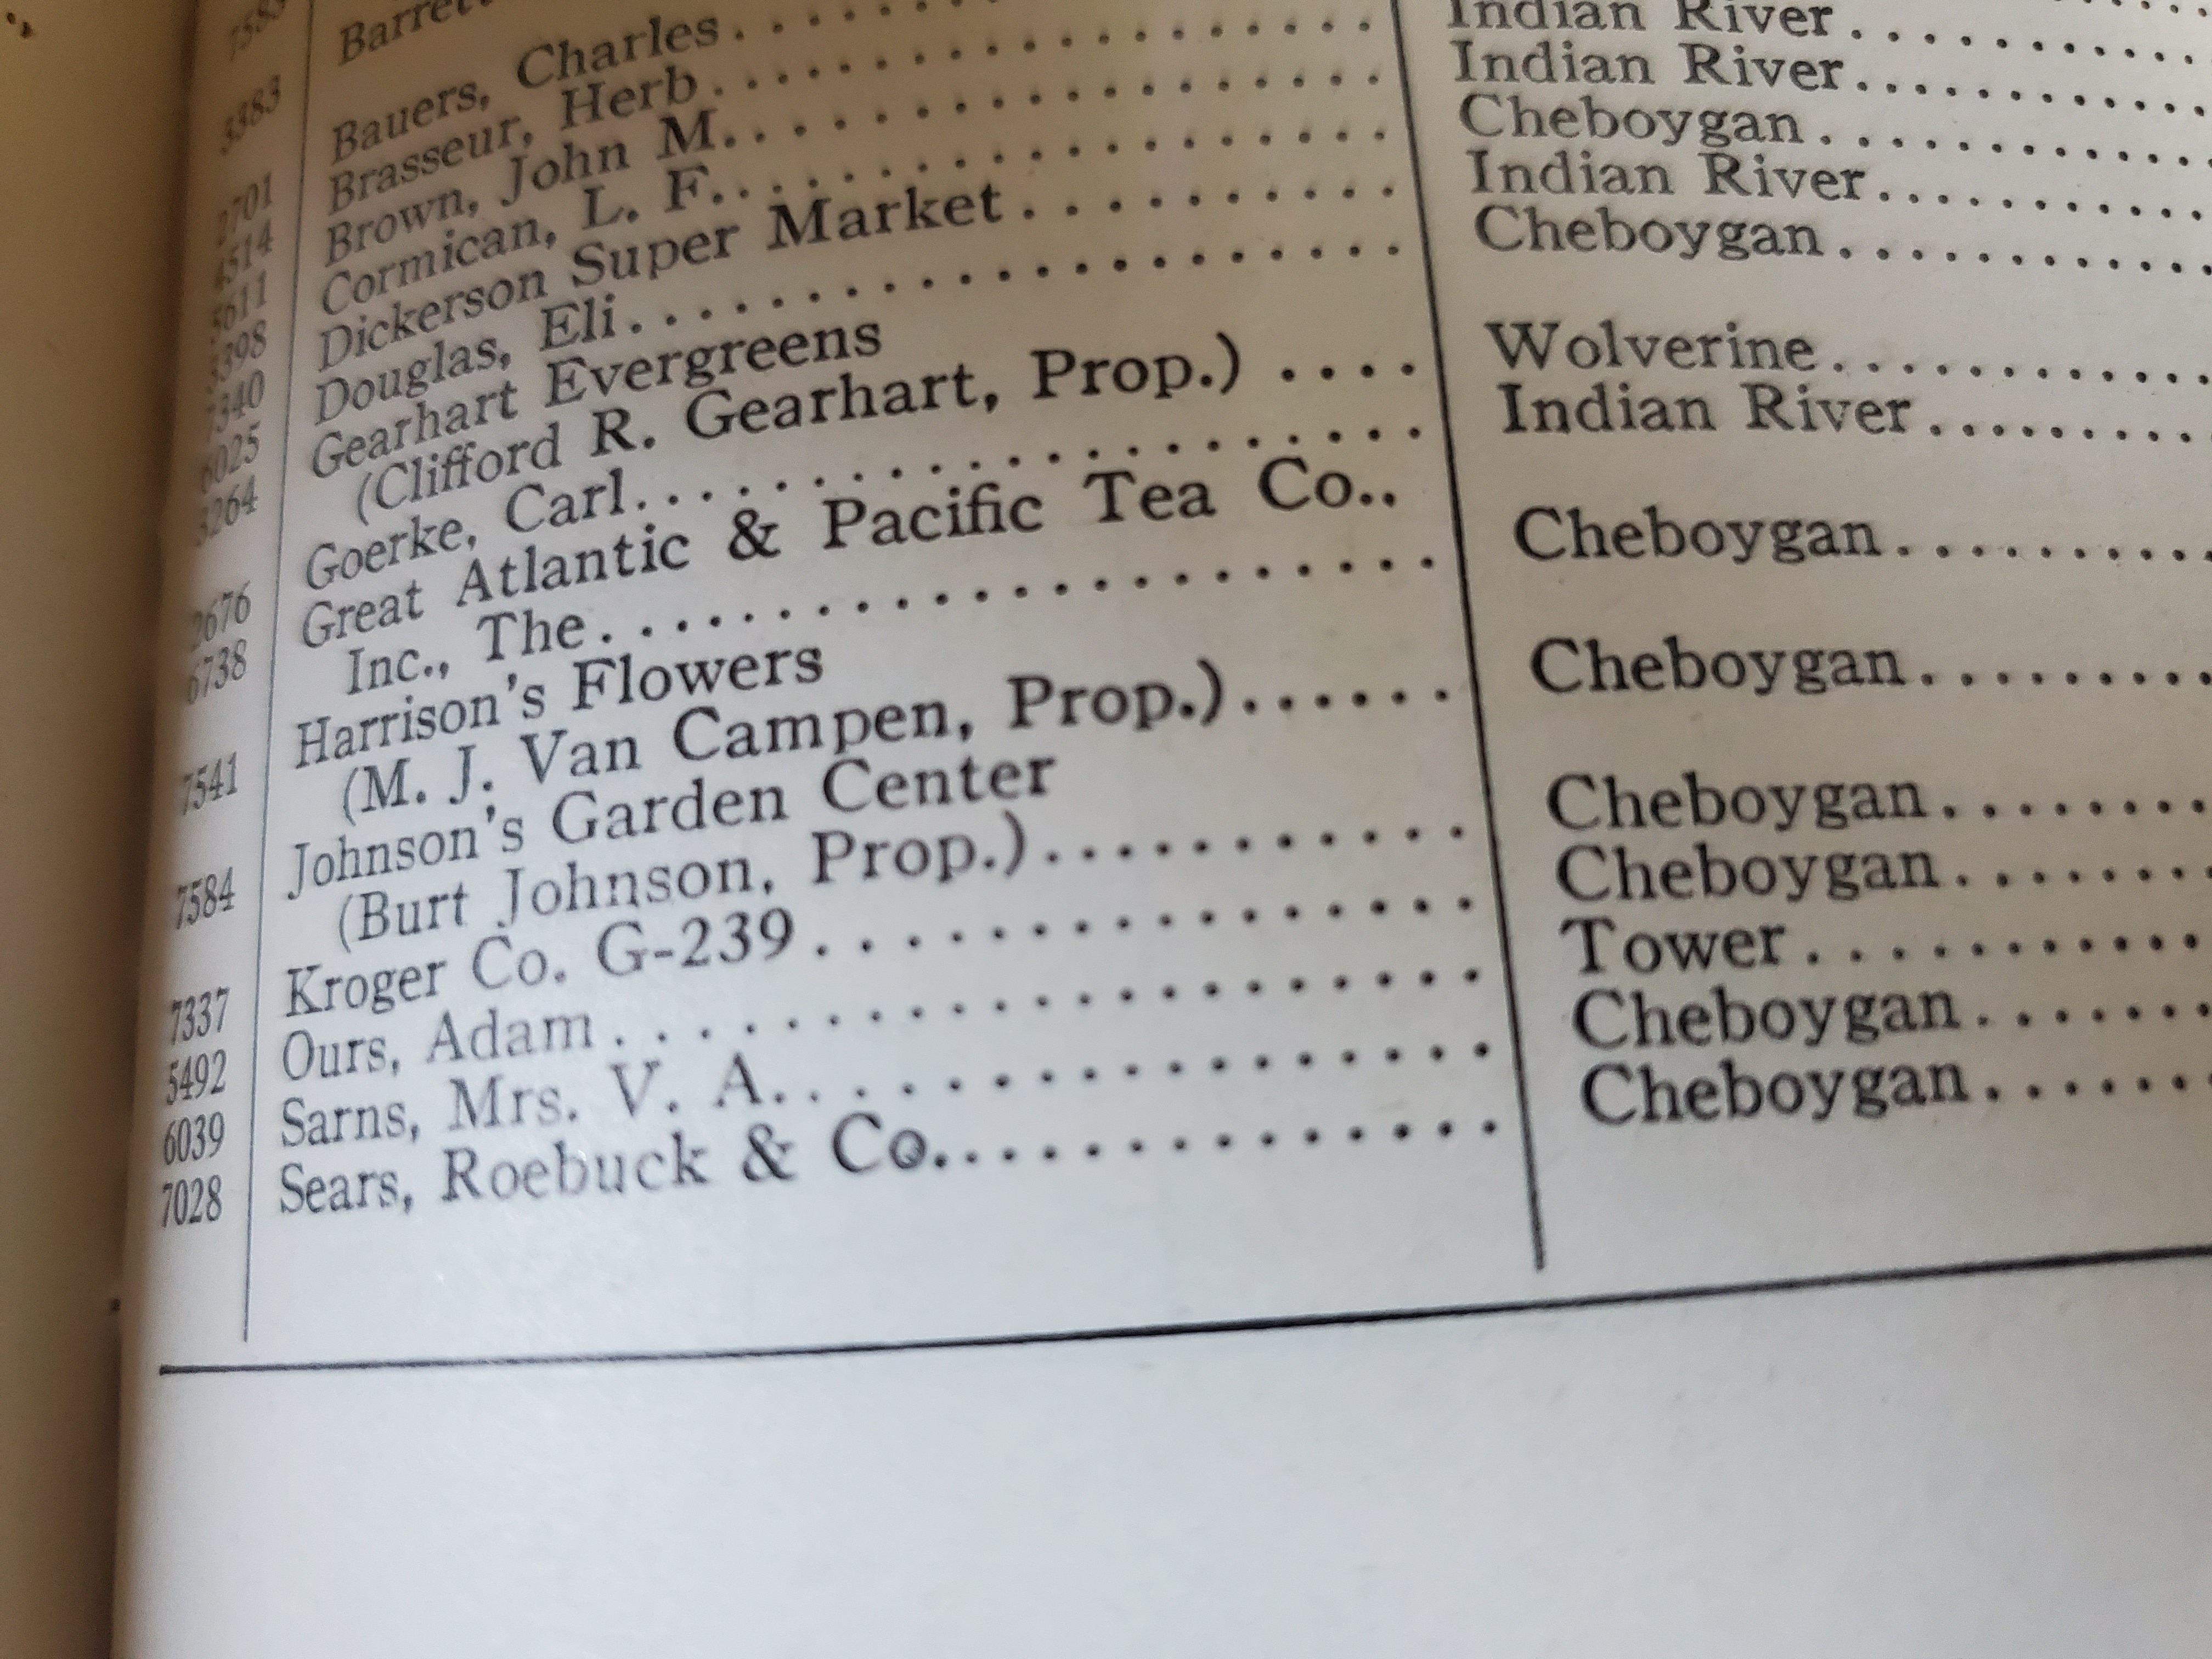 7583
3383 Barrett
2701 Bauers, Charles..........
4514 Brasseur, Herb.......... Indian River..........
5611 Brown, John M.......... Indian River..........
Cormican, L. F.......... Cheboygan..........
7340 Dickerson Super Market.......... Indian River..........
6025 Douglas, Eli.......... Cheboygan..........
3264 Gearhart Evergreens
(Clifford R. Gearhart, Prop.) .... Wolverine..........
2676 Goerke, Carl.......... Indian River..........
6738 Great Atlantic & Pacific Tea Co.,
Inc., The.......... Cheboygan..........
7541 Harrison's Flowers
(M. J. Van Campen, Prop.)...... Cheboygan..........
7584 Johnson's Garden Center
(Burt Johnson, Prop.).......... Cheboygan........
7337 Kroger Co. G-239.......... Cheboygan........
5492 Ours, Adam.......... Tower..........
6039 Sarns, Mrs. V. A.......... Cheboygan.......
7028 Sears, Roebuck & Co.......... Cheboygan......